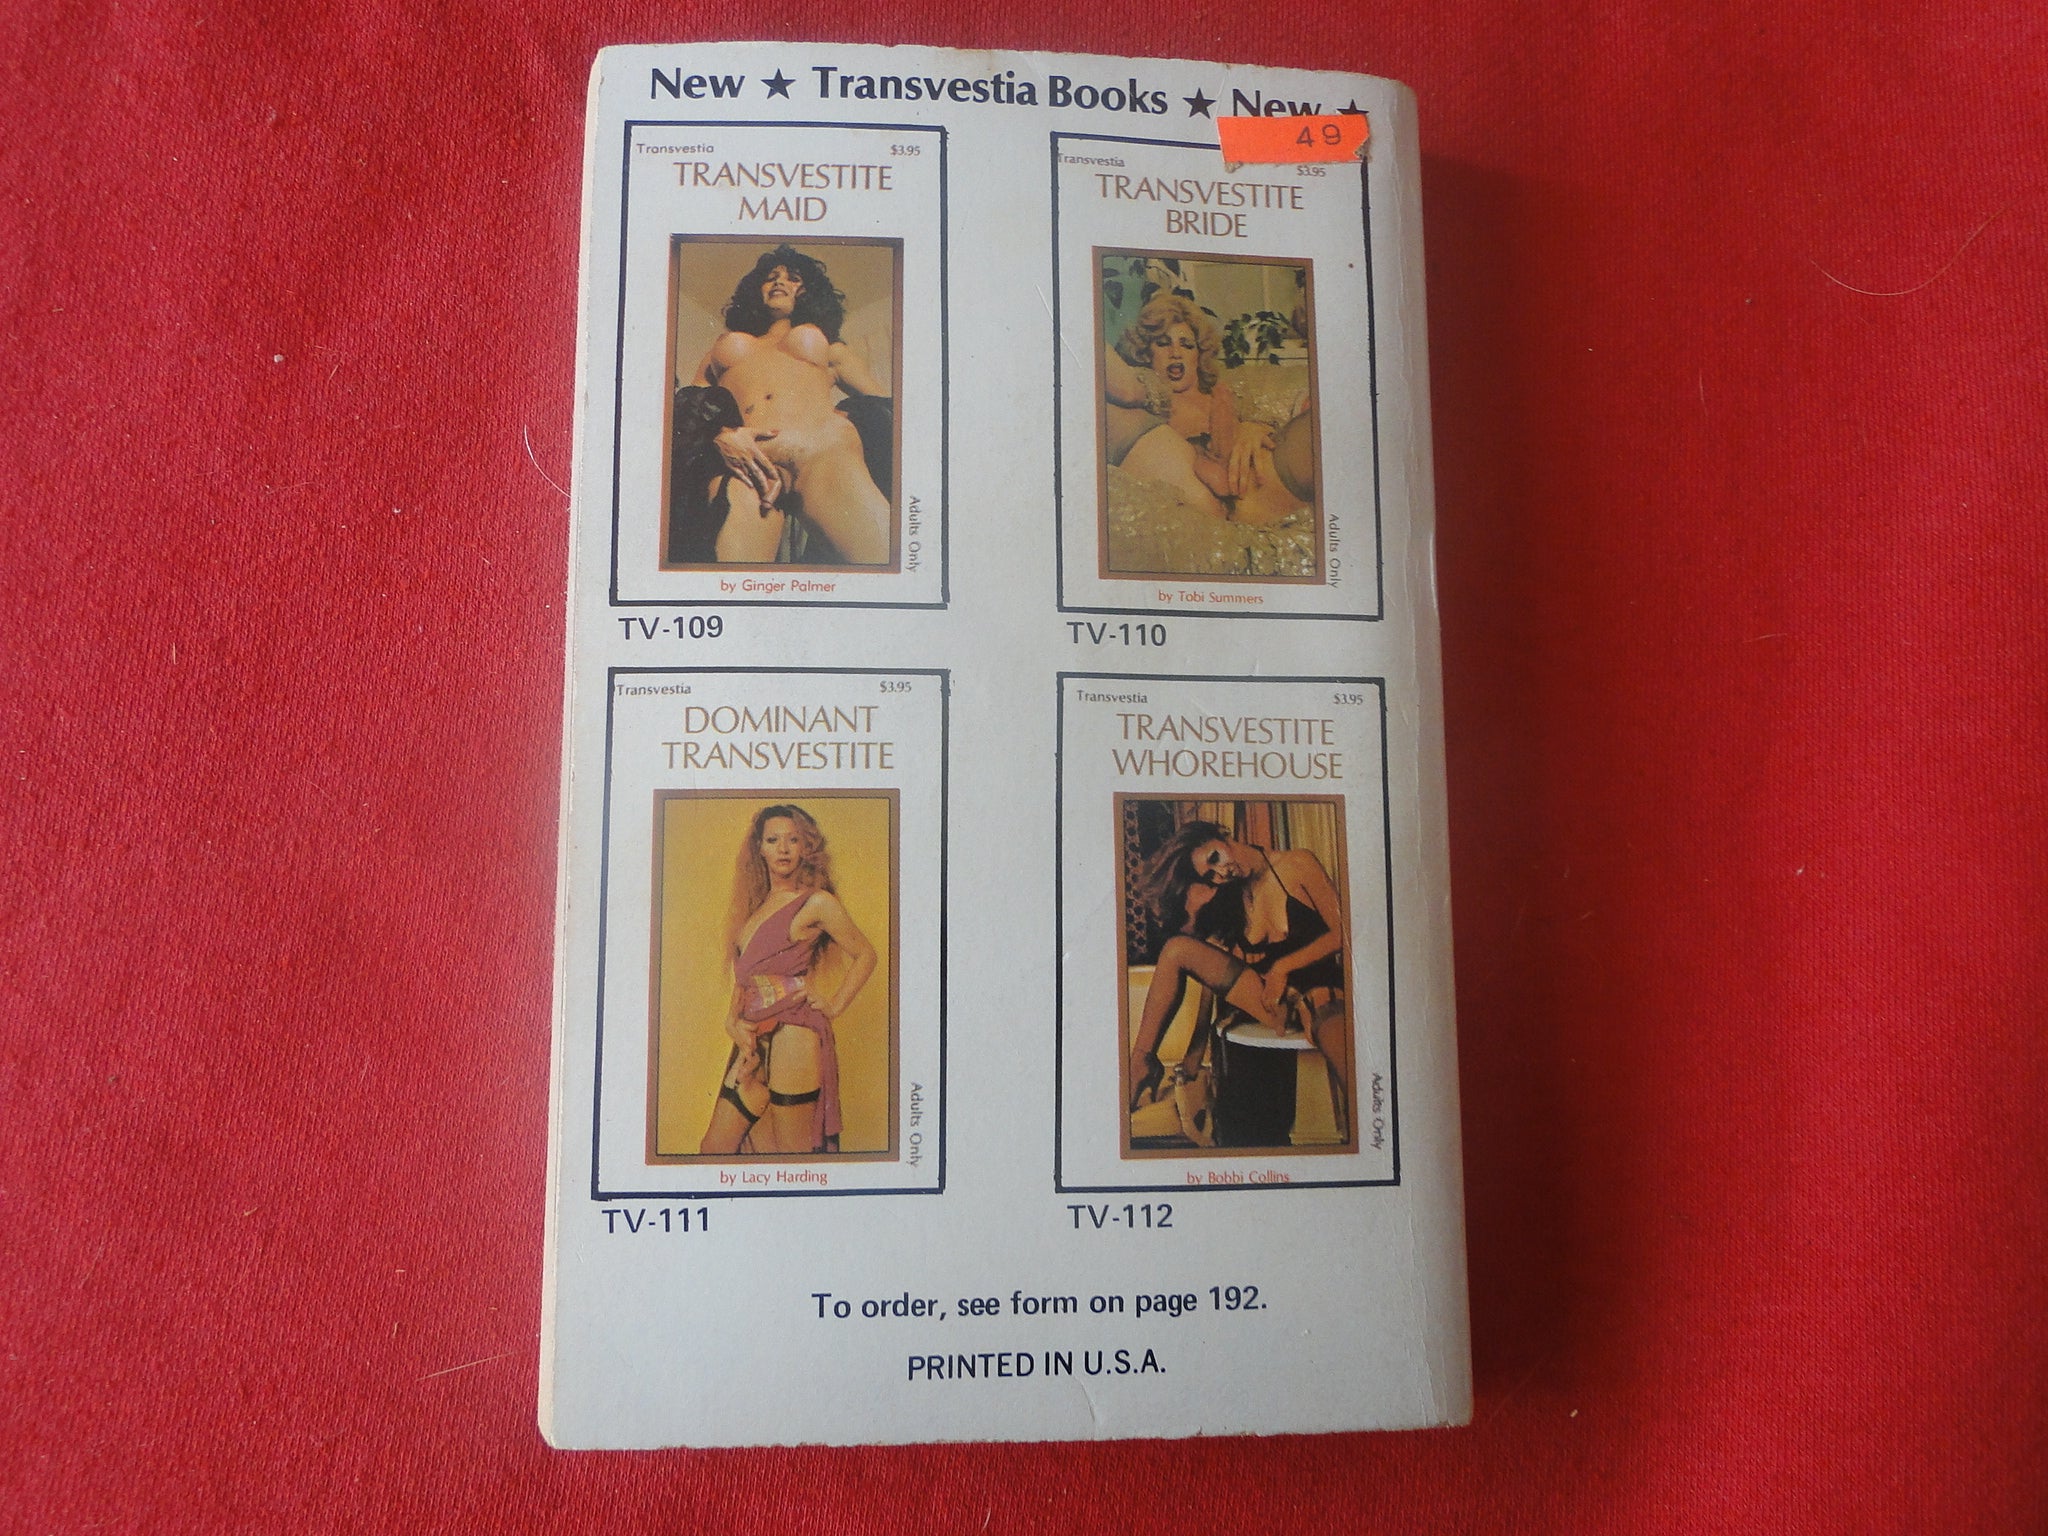 New ★ Transvestia Books ★ New ★
49
Transvestia $3.95
TRANSVESTITE
MAID
Adults Only
by Ginger Palmer
TV-109
Transvestia $3.95
TRANSVESTITE
BRIDE
Adults Only
by Tobi Summers
TV-110
Transvestia $3.95
DOMINANT
TRANSVESTITE
Adults Only
by Lacy Harding
TV-111
Transvestia $3.95
TRANSVESTITE
WHOREHOUSE
Adults Only
by Bobbi Collins
TV-112
To order, see form on page 192.
PRINTED IN U.S.A.